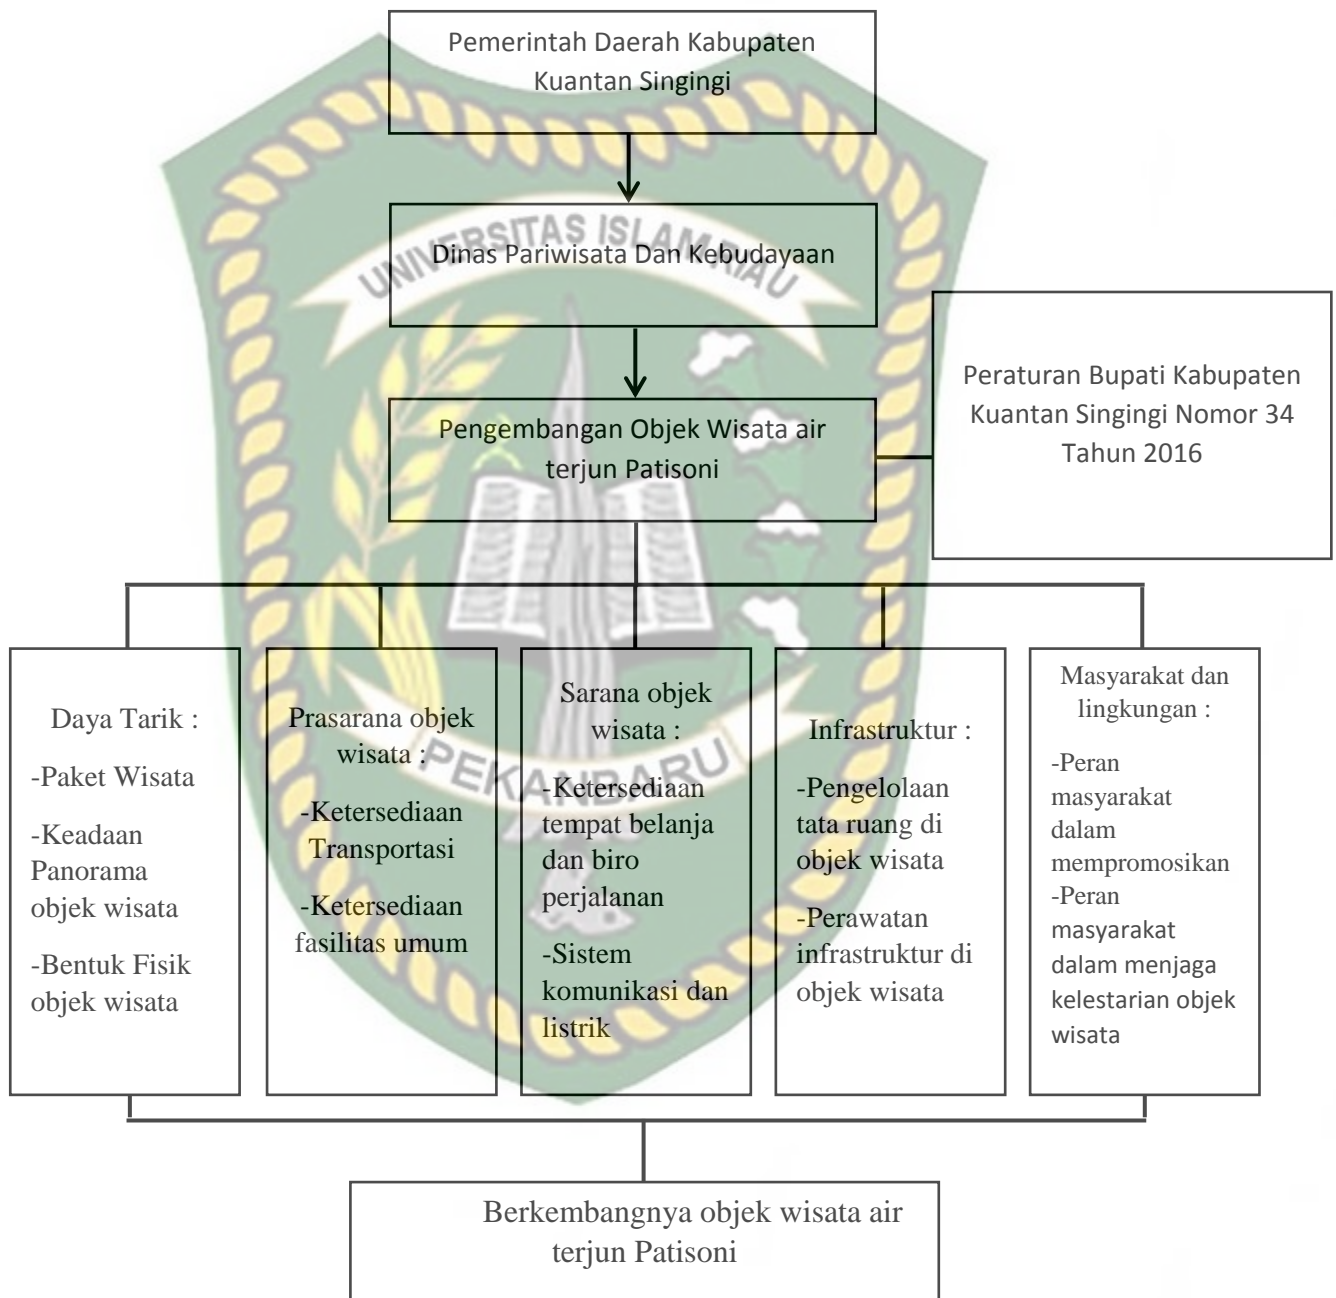 Pemerintah Daerah Kabupaten
Kuantan Singingi
UNIVERSITAS ISLAM RIAU
Dinas Pariwisata Dan Kebudayaan
Peraturan Bupati Kabupaten
Kuantan Singingi Nomor 34
Tahun 2016
Pengembangan Objek Wisata air
terjun Patisoni
Daya Tarik :
-Paket Wisata
-Keadaan
Panorama
objek wisata
-Bentuk Fisik
objek wisata
Prasarana objek
wisata :
-Ketersediaan
Transportasi
-Ketersediaan
fasilitas umum
Sarana objek
wisata :
-Ketersediaan
tempat belanja
dan biro
perjalanan
-Sistem
komunikasi dan
listrik
Infrastruktur :
-Pengelolaan
tata ruang di
objek wisata
-Perawatan
infrastruktur di
objek wisata
Masyarakat dan
lingkungan :
-Peran
masyarakat
dalam
mempromosikan
-Peran
masyarakat
dalam menjaga
kelestarian objek
wisata
PEKANBARU
Berkembangnya objek wisata air
terjun Patisoni